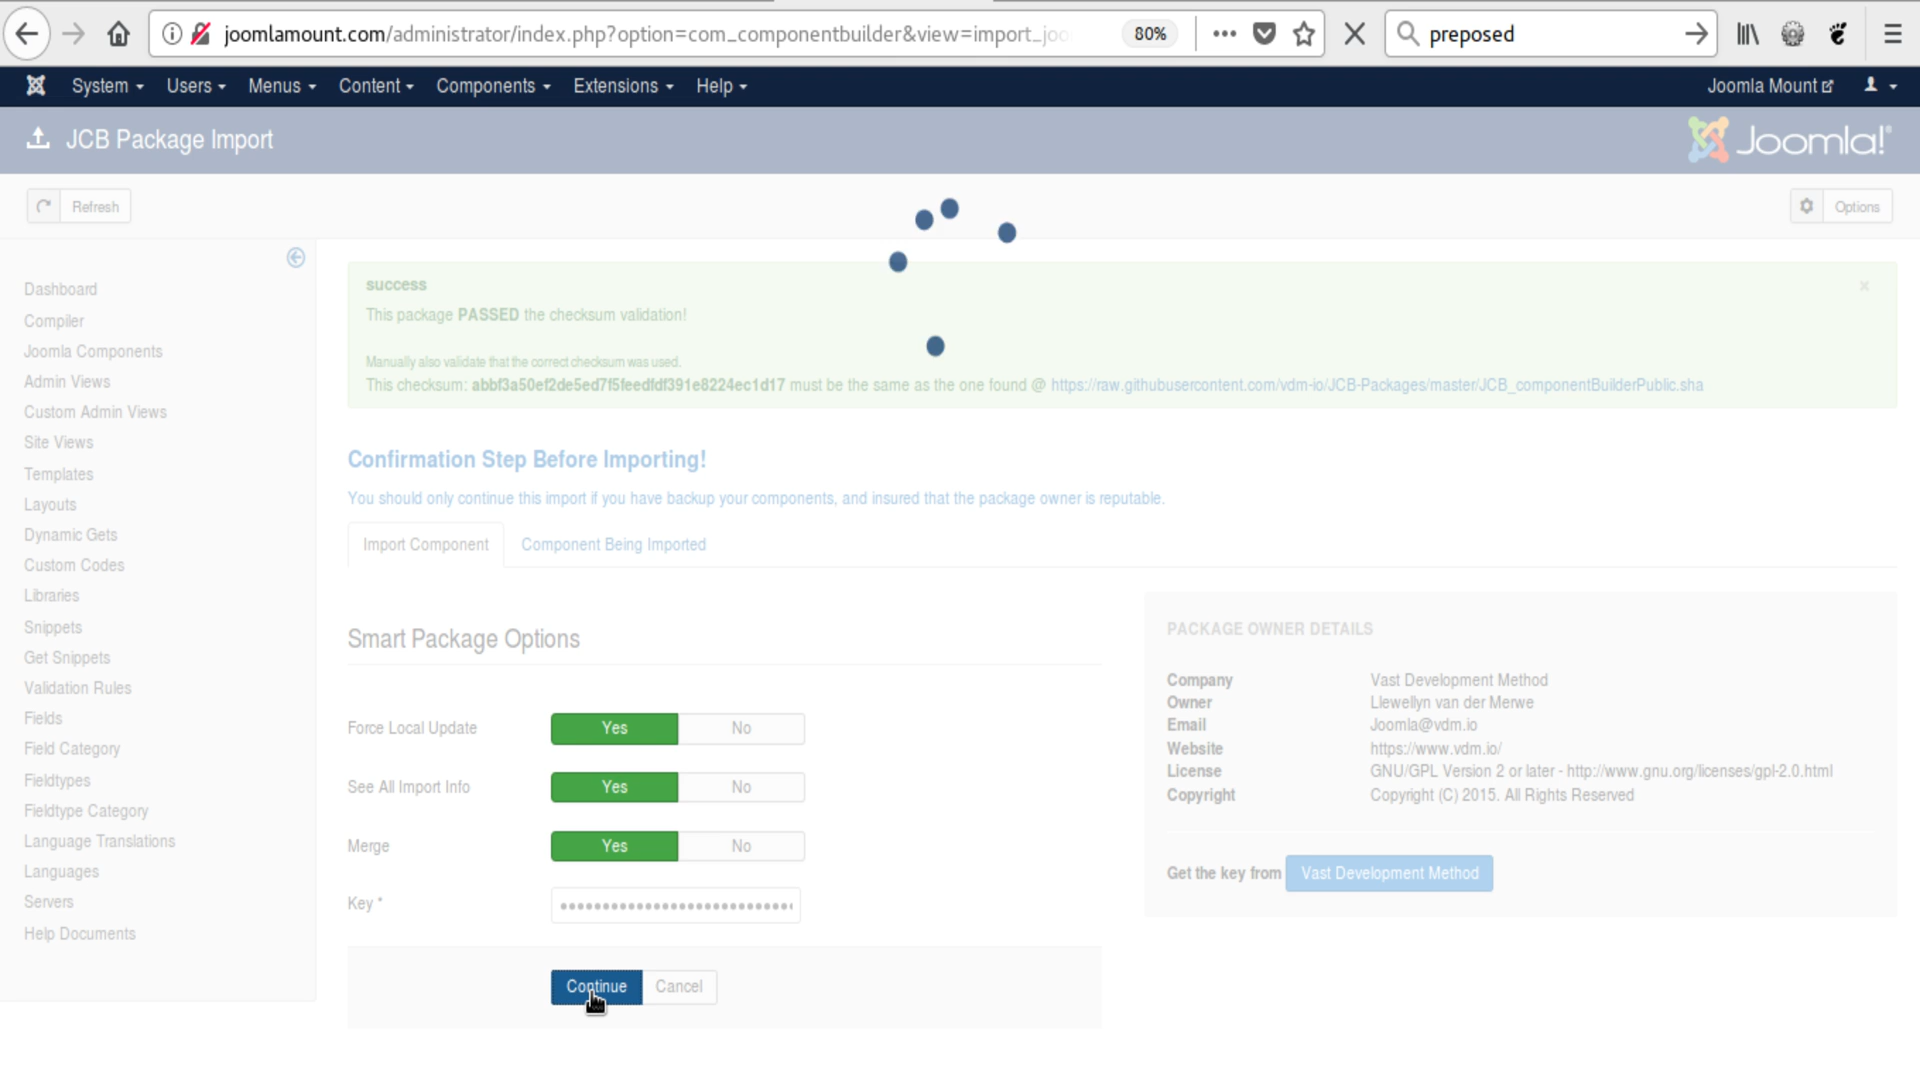 joomlamount.com/administrator/index.php?option=com_componentbuilder&view=import_joo
80%
preposed
System Users Menus Content Components Extensions Help
Joomla Mount
JCB Package Import
Joomla!
Refresh
Options
Dashboard
Compiler
Joomla Components
Admin Views
Custom Admin Views
Site Views
Templates
Layouts
Dynamic Gets
Custom Codes
Libraries
Snippets
Get Snippets
Validation Rules
Fields
Field Category
Fieldtypes
Fieldtype Category
Language Translations
Languages
Servers
Help Documents
success
This package PASSED the checksum validation!
Manually also validate that the correct checksum was used.
This checksum: abbf3a50ef2de5ed7f5feedfdf391e8224ec1d17 must be the same as the one found @ https://raw.githubusercontent.com/vdm-io/JCB-Packages/master/JCB_componentBuilderPublic.sha
Confirmation Step Before Importing!
You should only continue this import if you have backup your components, and insured that the package owner is reputable.
Import Component
Component Being Imported
Smart Package Options
Force Local Update Yes No
See All Import Info Yes No
Merge Yes No
Key *
Continue Cancel
PACKAGE OWNER DETAILS
Company Vast Development Method
Owner Llewellyn van der Merwe
Email Joomla@vdm.io
Website https://www.vdm.io/
License GNU/GPL Version 2 or later - http://www.gnu.org/licenses/gpl-2.0.html
Copyright Copyright (C) 2015. All Rights Reserved
Get the key from Vast Development Method